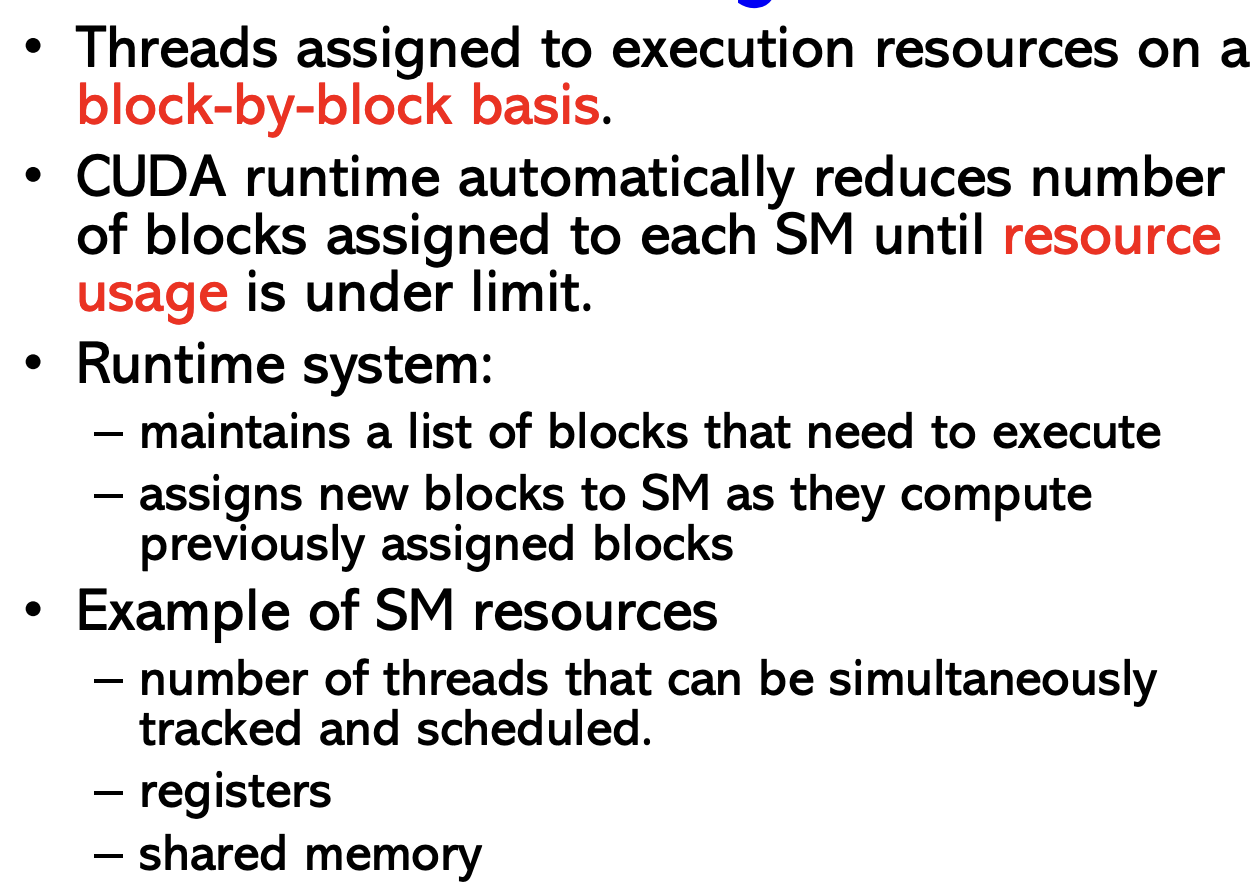 • Threads assigned to execution resources on a
block-by-block basis.
• CUDA runtime automatically reduces number
of blocks assigned to each SM until resource
usage is under limit.
• Runtime system:
– maintains a list of blocks that need to execute
– assigns new blocks to SM as they compute
previously assigned blocks
• Example of SM resources
– number of threads that can be simultaneously
tracked and scheduled.
– registers
– shared memory